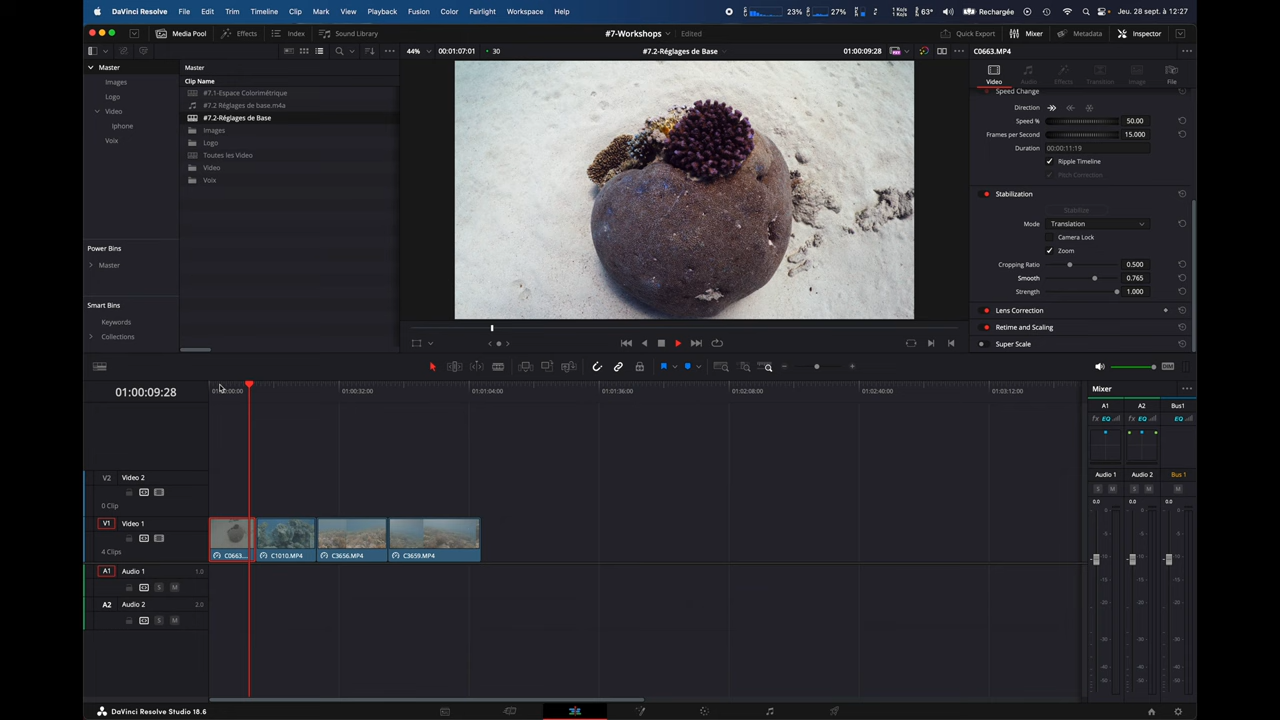 DaVinci Resolve File Edit Trim Timeline Clip Mark View Playback Fusion Color Fairlight Workspace Help 23% 27% 1 K/s 0 K/s 63° Rechargée Jeu. 28 sept. à 12:27
Media Pool Effects Index Sound Library #7-Workshops Edited Quick Export Mixer Metadata Inspector
44% 01:00:07:01 30 #7.2-Réglages de Base 01:00:09:28 C0663.MP4
Master
Images
Logo
Video
Iphone
Voix
Power Bins
Master
Smart Bins
Keywords
Collections
Master
Clip Name
#7.1-Espace Colorimétrique
#7.2 Réglages de base.m4a
#7.2-Réglages de Base
Images
Logo
Toutes les Video
Video
Voix
Video Audio Effects Transition Image File
Speed Change
Direction
Speed % 50.00
Frames per Second 15.000
Duration 00:00:11:19
Ripple Timeline
Pitch Correction
Stabilization
Stabilize
Mode Translation
Camera Lock
Zoom
Cropping Ratio 0.500
Smooth 0.765
Strength 1.000
Lens Correction
Retime and Scaling
Super Scale
DIM
01:00:09:28
01:00:00:00 01:00:32:00 01:01:04:00 01:01:36:00 01:02:08:00 01:02:40:00 01:03:12:00
V2 Video 2
0 Clip
V1 Video 1
4 Clips
C0663... C1010.MP4 C3656.MP4 C3659.MP4
A1 Audio 1 1.0
S M
A2 Audio 2 2.0
S M
Mixer
A1 A2 Bus1
fx EQ fx EQ EQ
Audio 1 Audio 2 Bus 1
S M S M M
0.0 0.0 0.0
DaVinci Resolve Studio 18.6